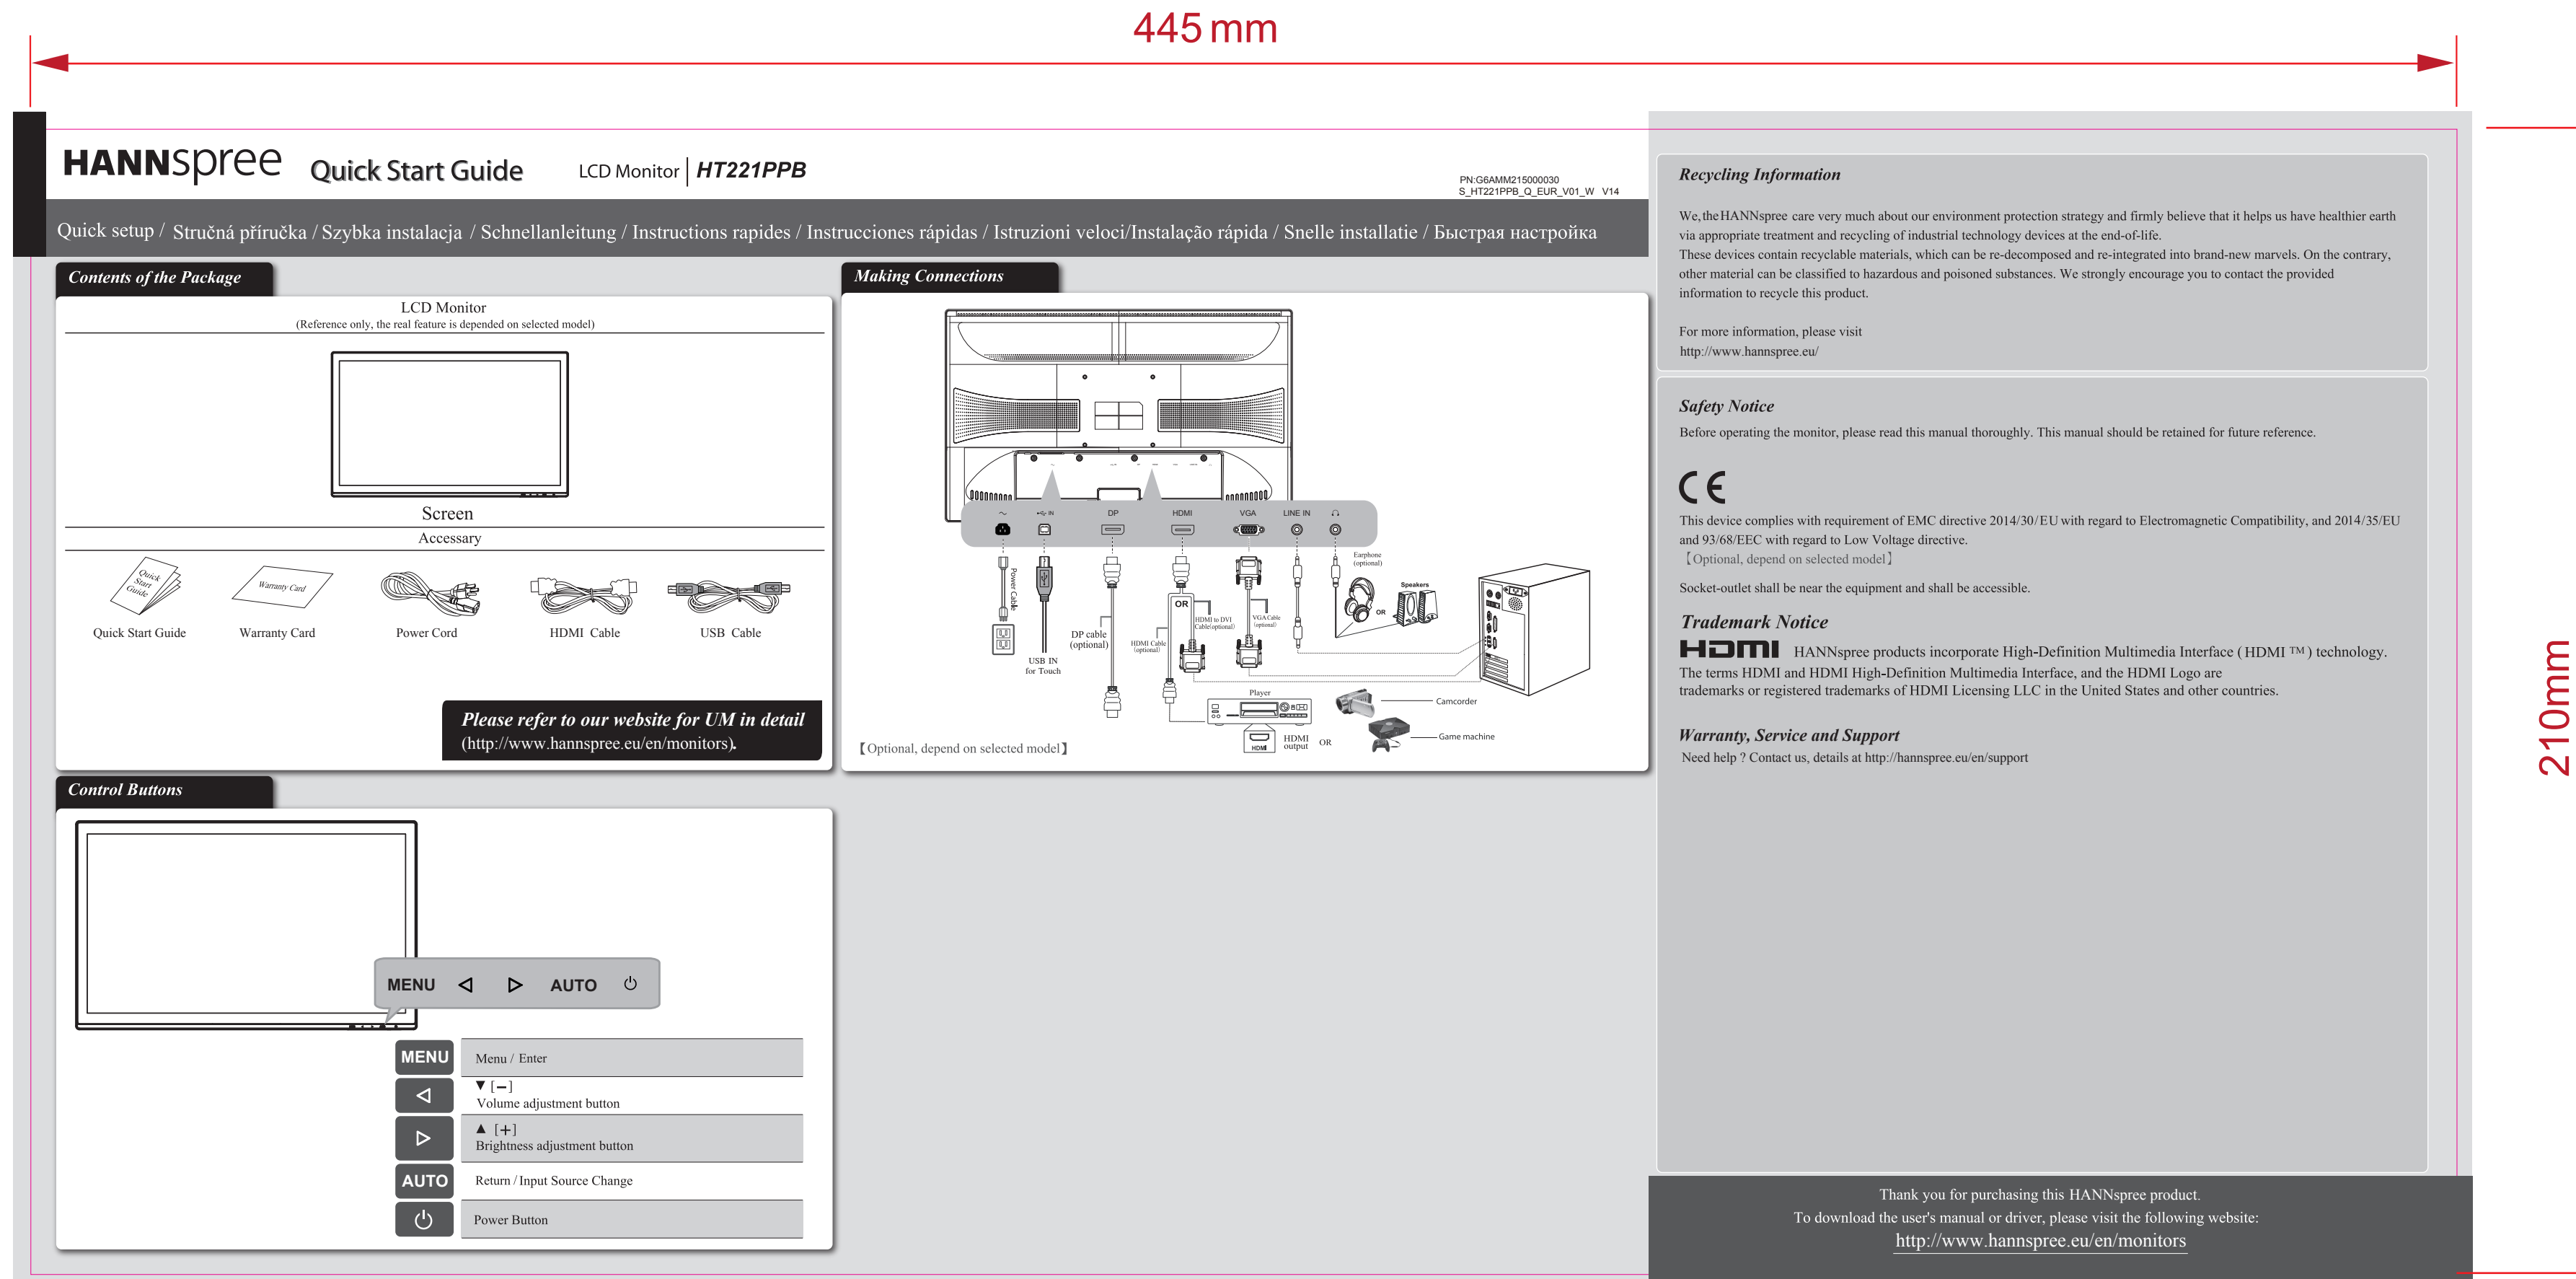 445 mm
HANNspree Quick Start Guide LCD Monitor HT221PPB
PN:G6AMM215000030
S_HT221PPB_Q_EUR_V01_W V14
Quick setup / Stručná příručka / Szybka instalacja / Schnellanleitung / Instructions rapides / Instrucciones rápidas / Istruzioni veloci/Instalação rápida / Snelle installatie / Быстрая настройка
Contents of the Package
LCD Monitor
(Reference only, the real feature is depended on selected model)
Screen
Accessary
Quick
Start
Guide
Warranty Card
Quick Start Guide
Warranty Card
Power Cord
HDMI Cable
USB Cable
Please refer to our website for UM in detail
(http://www.hannspree.eu/en/monitors).
Making Connections
IN DP HDMI VGA LINE IN
Power Cable
USB IN
for Touch
DP cable
(optional)
HDMI Cable
(optional)
OR
HDMI to DVI
Cable(optional)
VGA Cable
(optional)
Earphone
(optional)
OR
Speakers
Player
HDMI
HDMI
output
OR
Camcorder
Game machine
【Optional, depend on selected model】
Control Buttons
MENU ◁ ▷ AUTO ⏻
MENU Menu / Enter
◁ ▼ [−]
Volume adjustment button
▷ ▲ [+]
Brightness adjustment button
AUTO Return / Input Source Change
⏻ Power Button
Recycling Information
We, the HANNspree care very much about our environment protection strategy and firmly believe that it helps us have healthier earth
via appropriate treatment and recycling of industrial technology devices at the end-of-life.
These devices contain recyclable materials, which can be re-decomposed and re-integrated into brand-new marvels. On the contrary,
other material can be classified to hazardous and poisoned substances. We strongly encourage you to contact the provided
information to recycle this product.
For more information, please visit
http://www.hannspree.eu/
Safety Notice
Before operating the monitor, please read this manual thoroughly. This manual should be retained for future reference.
CE
This device complies with requirement of EMC directive 2014/30/EU with regard to Electromagnetic Compatibility, and 2014/35/EU
and 93/68/EEC with regard to Low Voltage directive.
【Optional, depend on selected model】
Socket-outlet shall be near the equipment and shall be accessible.
Trademark Notice
HDMI HANNspree products incorporate High-Definition Multimedia Interface ( HDMI ™ ) technology.
The terms HDMI and HDMI High-Definition Multimedia Interface, and the HDMI Logo are
trademarks or registered trademarks of HDMI Licensing LLC in the United States and other countries.
Warranty, Service and Support
Need help ? Contact us, details at http://hannspree.eu/en/support
Thank you for purchasing this HANNspree product.
To download the user's manual or driver, please visit the following website:
http://www.hannspree.eu/en/monitors
210mm